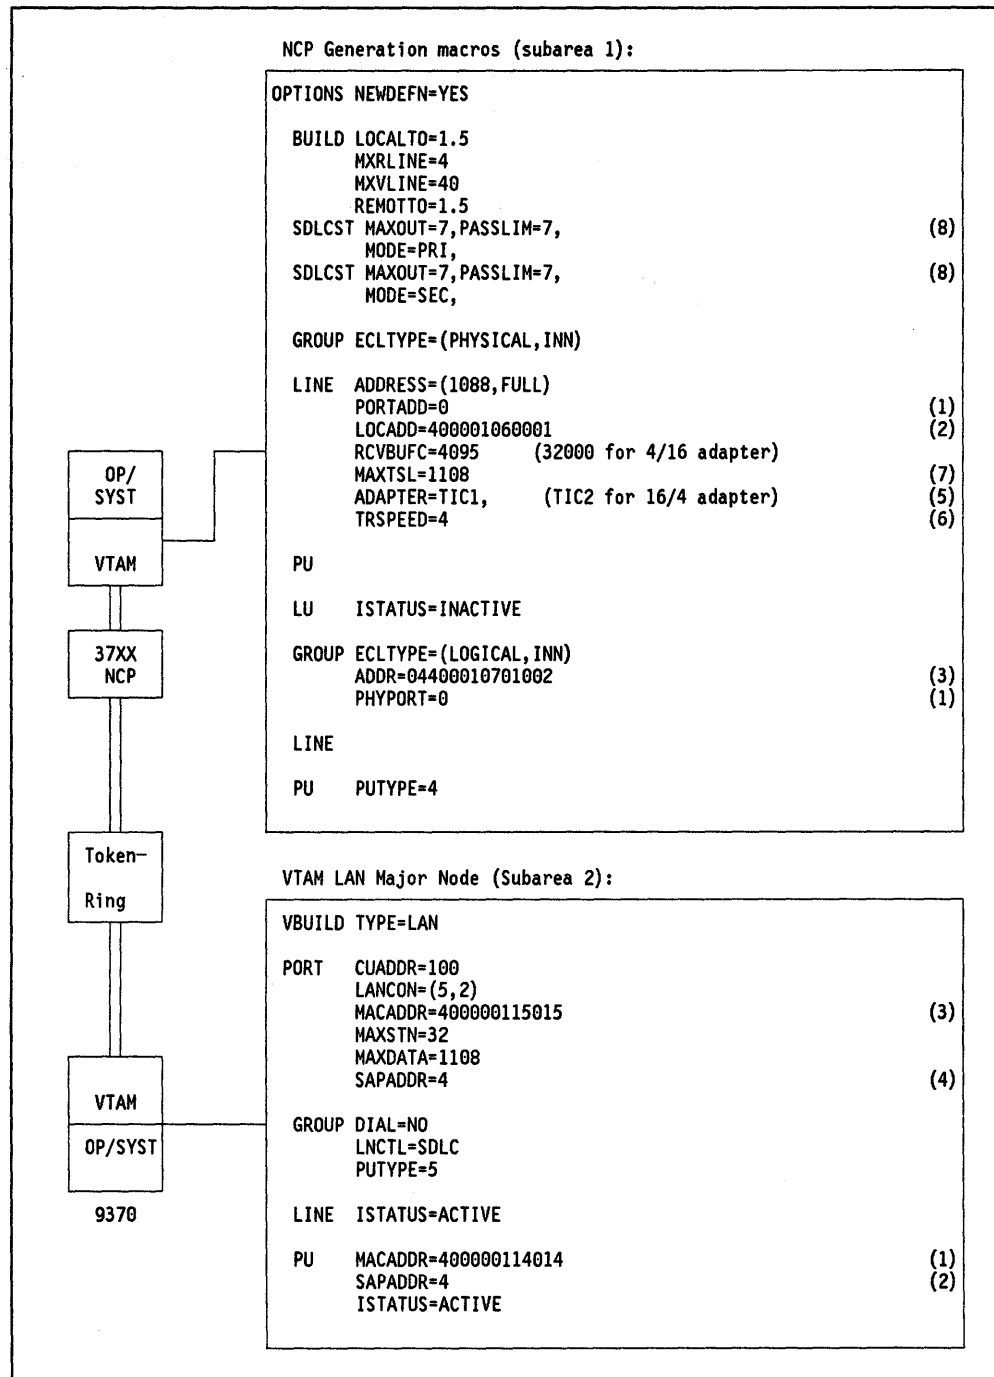 NCP Generation macros (subarea 1):
OPTIONS NEWDEFN=YES
BUILD LOCALTO=1.5
MXRLINE=4
MXVLINE=40
REMOTTO=1.5
SDLCST MAXOUT=7,PASSLIM=7, (8)
MODE=PRI,
SDLCST MAXOUT=7,PASSLIM=7, (8)
MODE=SEC,
GROUP ECLTYPE=(PHYSICAL,INN)
LINE ADDRESS=(1088,FULL)
PORTADD=0 (1)
LOCADD=400001060001 (2)
RCVBUFC=4095 (32000 for 4/16 adapter)
MAXTSL=1108 (7)
ADAPTER=TIC1, (TIC2 for 16/4 adapter) (5)
TRSPEED=4 (6)
PU
LU ISTATUS=INACTIVE
GROUP ECLTYPE=(LOGICAL,INN)
ADDR=04400010701002 (3)
PHYPORT=0 (1)
LINE
PU PUTYPE=4
OP/
SYST
VTAM
37XX
NCP
Token-
Ring
VTAM
OP/SYST
9370
VTAM LAN Major Node (Subarea 2):
VBUILD TYPE=LAN
PORT CUADDR=100
LANCON=(5,2)
MACADDR=400000115015 (3)
MAXSTN=32
MAXDATA=1108
SAPADDR=4 (4)
GROUP DIAL=NO
LNCTL=SDLC
PUTYPE=5
LINE ISTATUS=ACTIVE
PU MACADDR=400000114014 (1)
SAPADDR=4 (2)
ISTATUS=ACTIVE